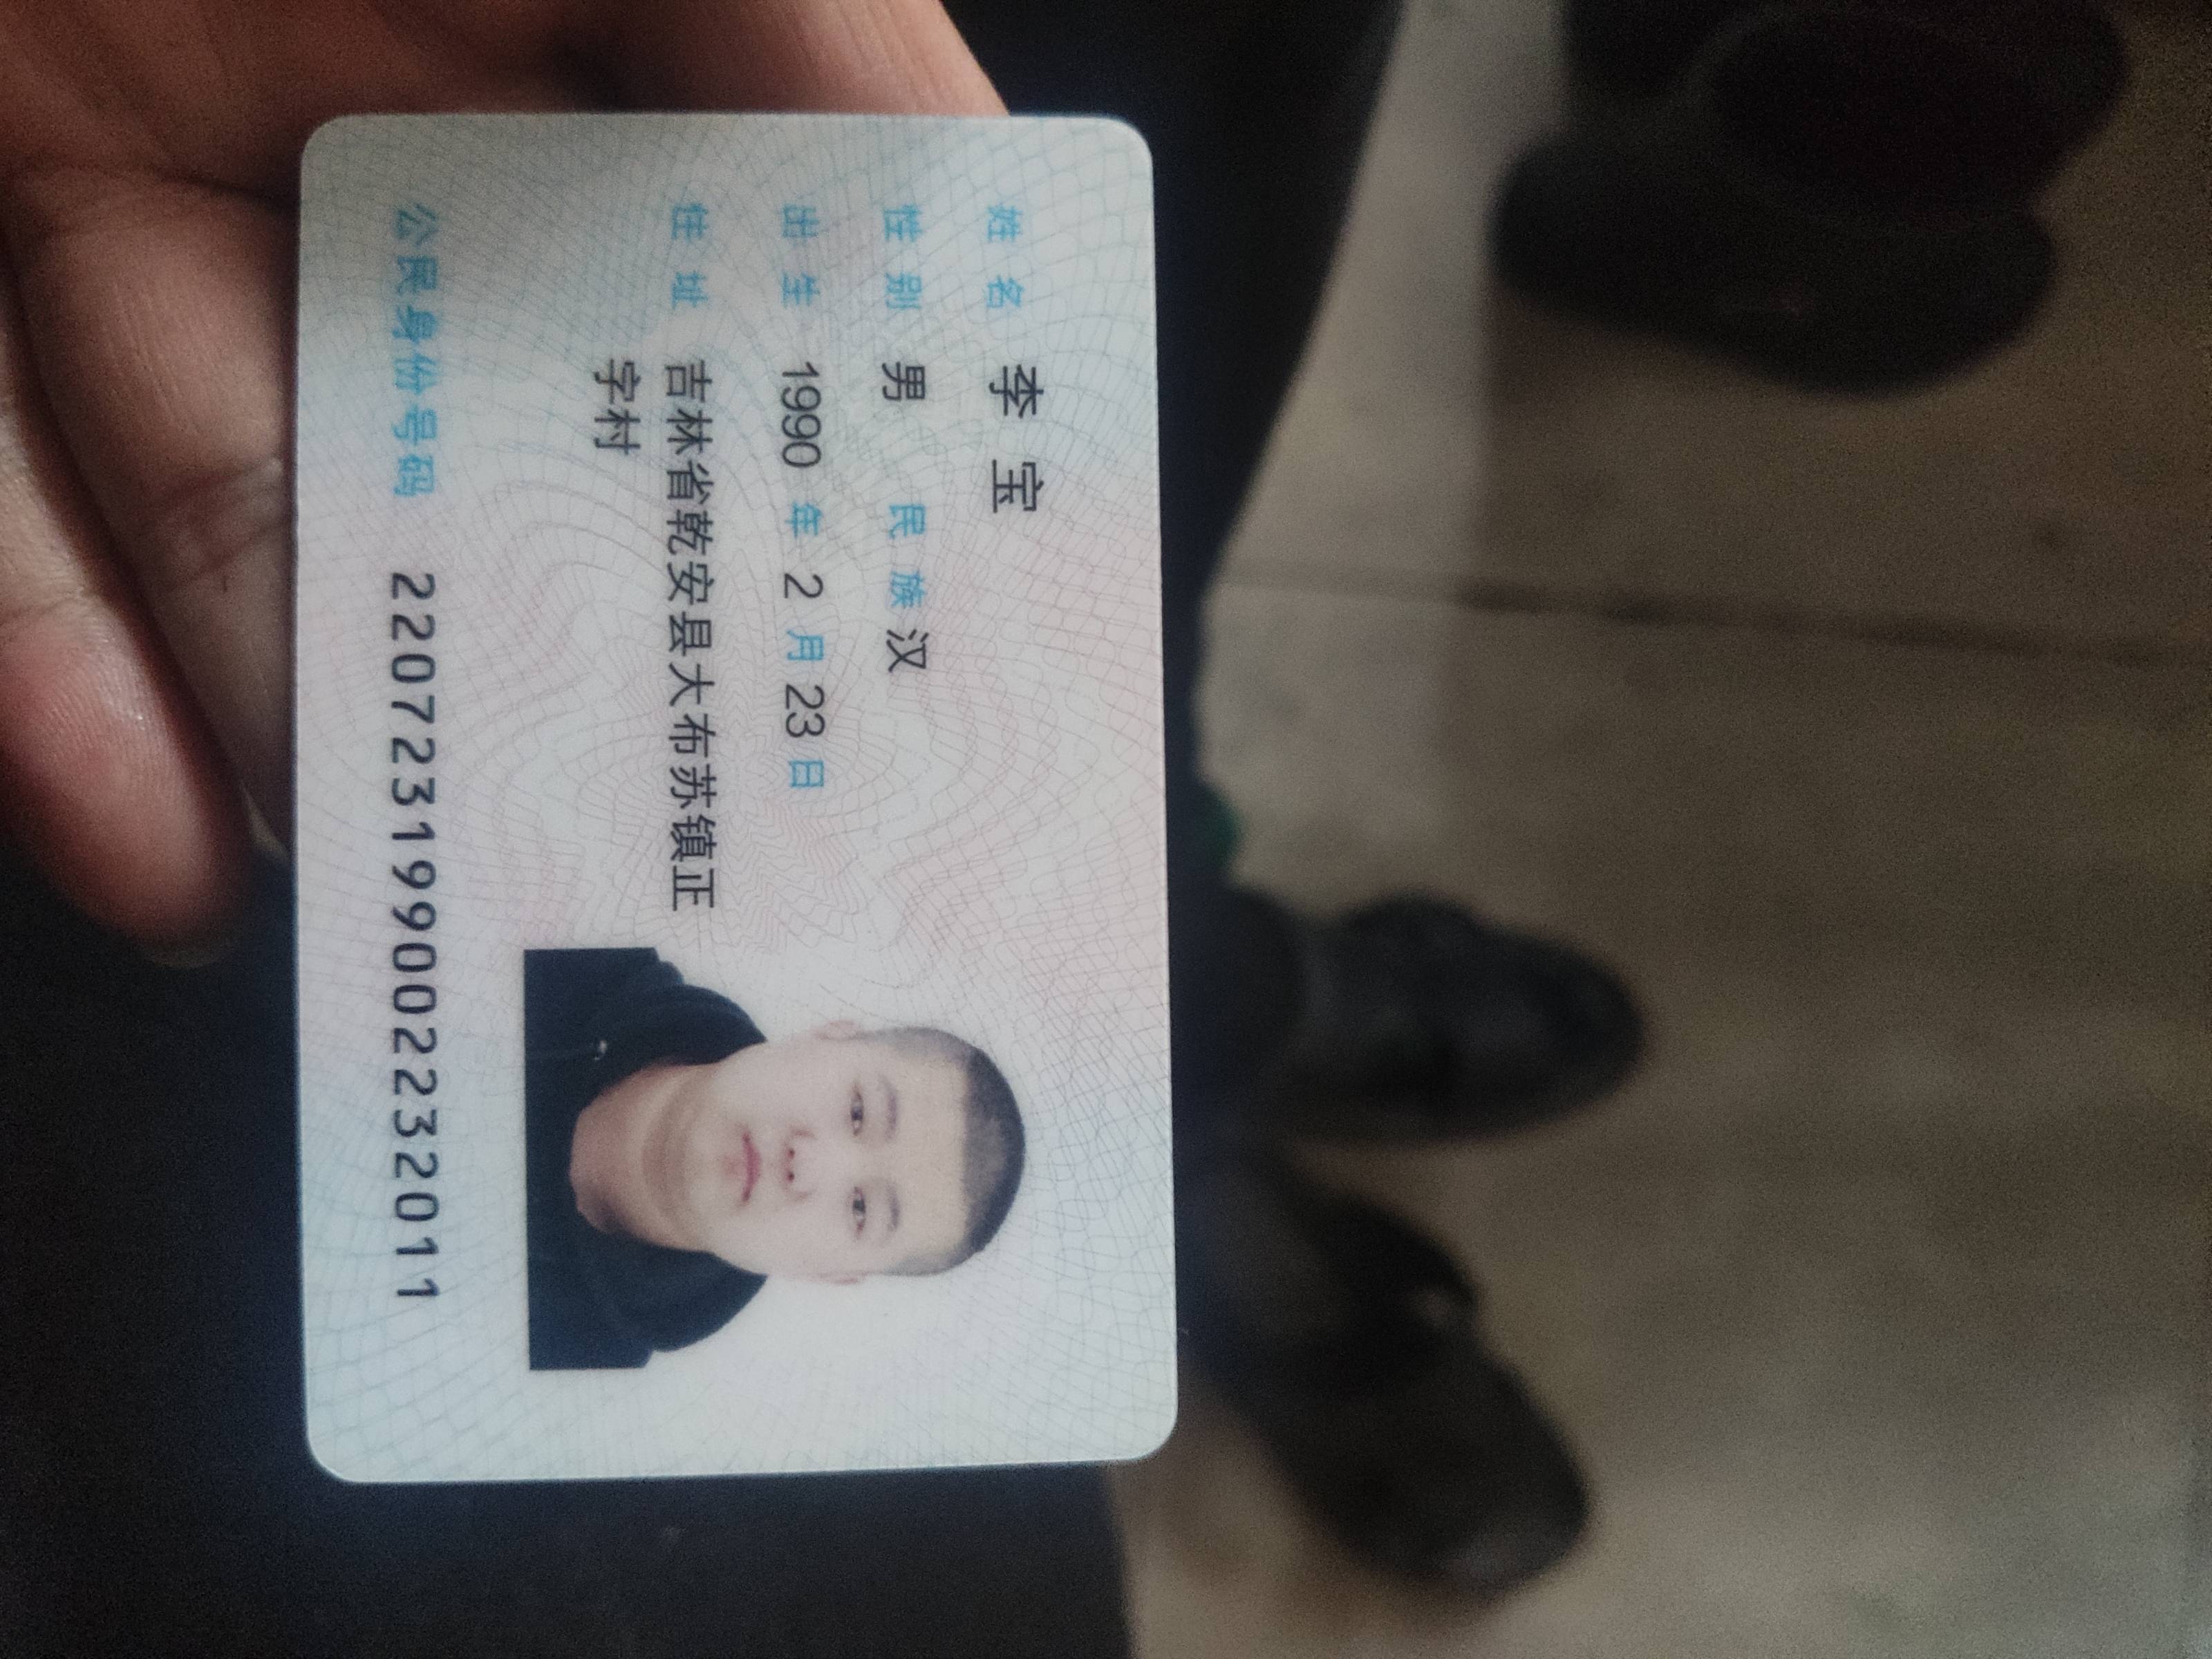 姓名 李宝
性别 男 民族 汉
出生 1990 年 2 月 23 日
住址 吉林省乾安县大布苏镇正
字村
公民身份号码 220723199002232011